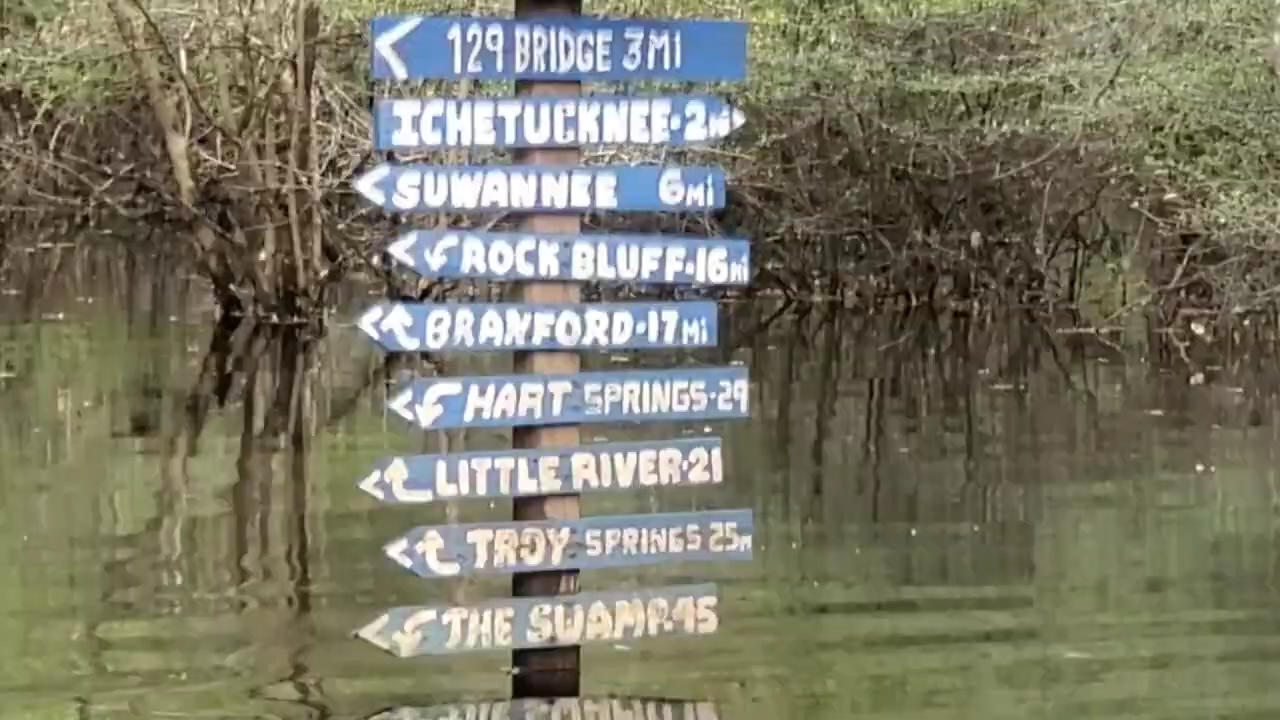 129 BRIDGE 3MI
ICHETUCKNEE·2MI
SUWANNEE 6MI
ROCK BLUFF·16MI
BRANFORD·17MI
HART SPRINGS·29
LITTLE RIVER·21
TROY SPRINGS 25M
THE SWAMP·45